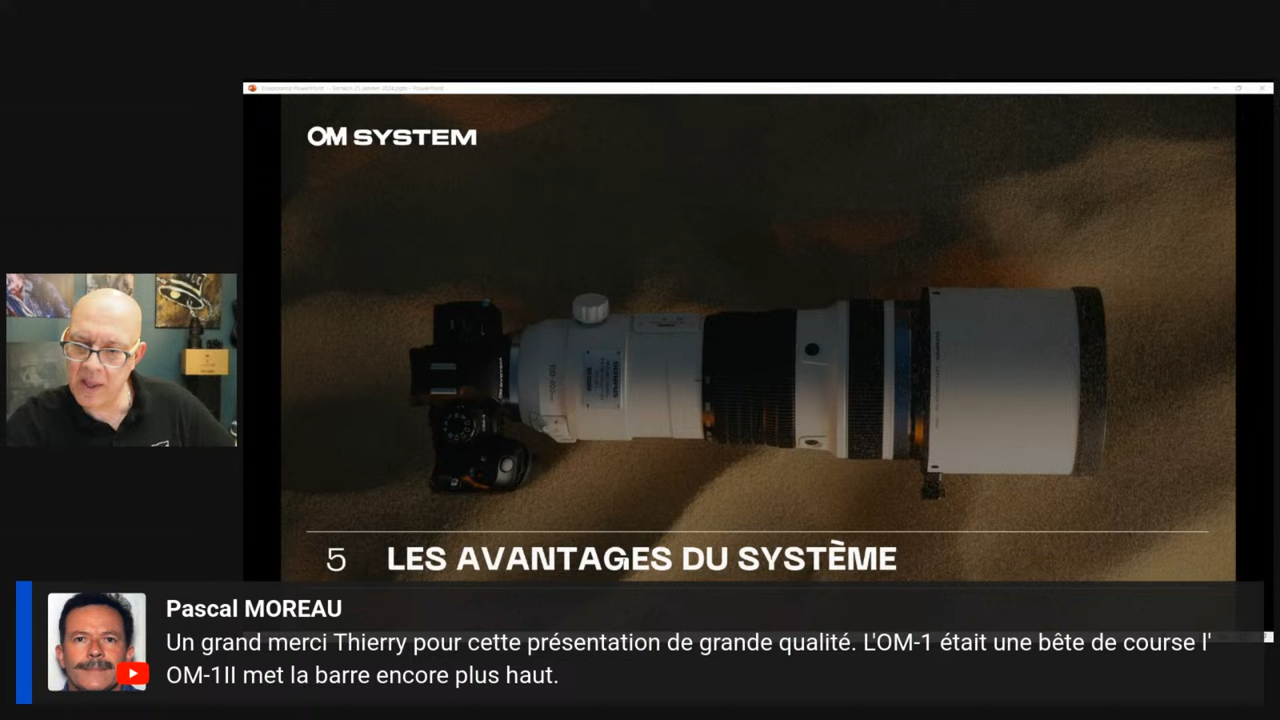 OM SYSTEM
5 LES AVANTAGES DU SYSTÈME
Pascal MOREAU
Un grand merci Thierry pour cette présentation de grande qualité. L'OM-1 était une bête de course l'
OM-1II met la barre encore plus haut.